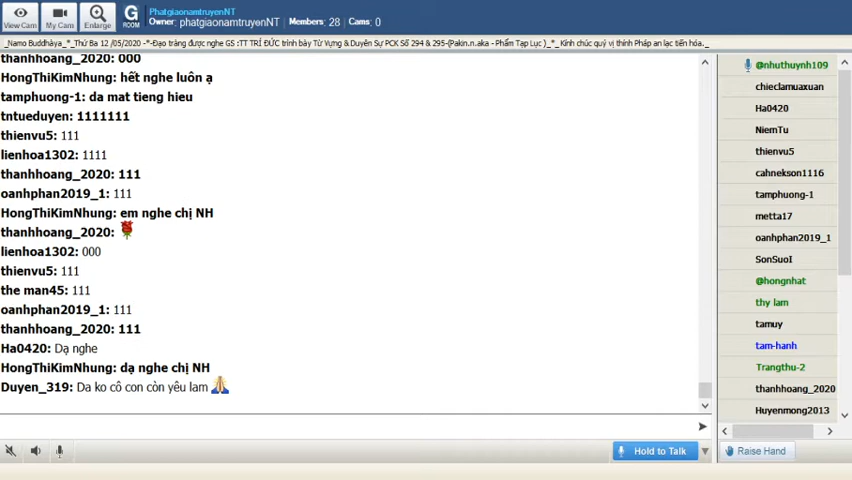 PhatgiaonamtruyenNT
Owner: phatgiaonamtruyenNT Members: 28 Cams: 0
View Cam My Cam Enlarge G ROOM
_Namo Buddhàya_*_Thứ Ba 12 /05/2020 -*-Đạo tràng được nghe GS :TT TRÍ ĐỨC trình bày Từ Vựng &Duyên Sự PCK Số 294 & 295-(Pakin.n.aka - Phẩm Tạp Lục )_*_ Kính chúc quý vị thính Pháp an lạc tiến hóa.._
thanhhoang_2020: 000
HongThiKimNhung: hết nghe luôn ạ
tamphuong-1: da mat tieng hieu
tntueduyen: 1111111
thienvu5: 111
lienhoa1302: 1111
thanhhoang_2020: 111
oanhphan2019_1: 111
HongThiKimNhung: em nghe chị NH
thanhhoang_2020:
lienhoa1302: 000
thienvu5: 111
the man45: 111
oanhphan2019_1: 111
thanhhoang_2020: 111
Ha0420: Dạ nghe
HongThiKimNhung: dạ nghe chị NH
Duyen_319: Da ko cô con còn yêu lam
@nhuthuynh109
chieclamuaxuan
Ha0420
NiemTu
thienvu5
cahnekson1116
tamphuong-1
metta17
oanhphan2019_1
SonSuoI
@hongnhat
thy lam
tamuy
tam-hanh
Trangthu-2
thanhhoang_2020
Huyenmong2013
Hold to Talk
Raise Hand